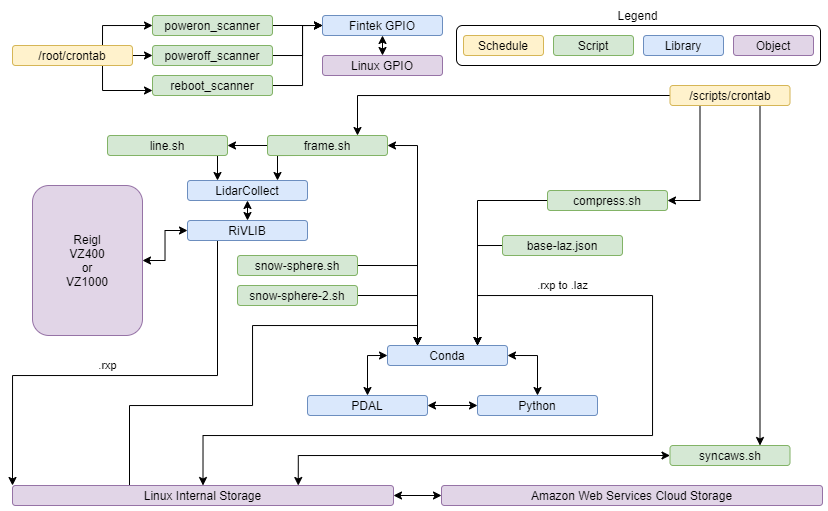 Legend
poweron_scanner
Fintek GPIO
Schedule
Script
Library
Object
/root/crontab
poweroff_scanner
Linux GPIO
reboot_scanner
/scripts/crontab
line.sh
frame.sh
LidarCollect
compress.sh
RiVLIB
Reigl
VZ400
or
VZ1000
base-laz.json
snow-sphere.sh
.rxp to .laz
snow-sphere-2.sh
Conda
.rxp
PDAL
Python
syncaws.sh
Linux Internal Storage
Amazon Web Services Cloud Storage